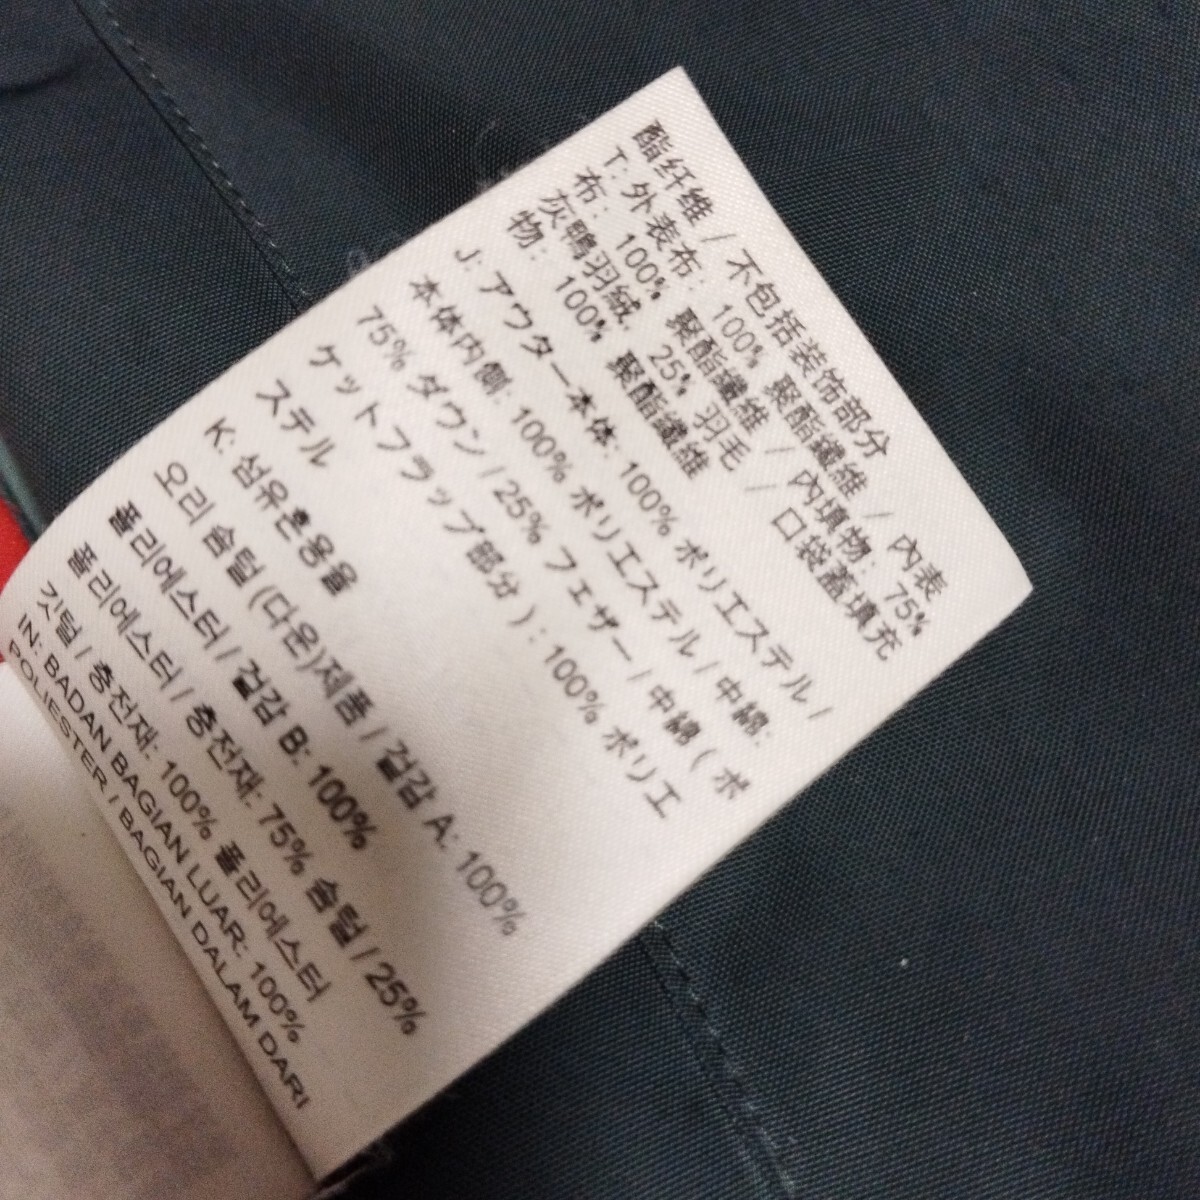 酯纤维 / 不包括装饰部分
T: 外表布: 100% 聚酯纖維 / 內表
布: 100% 聚酯纖維 / 內填物: 75%
灰鴨羽絨, 25% 羽毛 / 口袋蓋填充
物: 100% 聚酯纖維
J: アウター本体: 100% ポリエステル /
本体内側: 100% ポリエステル / 中綿:
75% ダウン / 25% フェザー / 中綿 ( ポ
ケットフラップ部分 ) : 100% ポリエ
ステル
K: 섬유혼용율
오리 솜털 (다운)제품 / 겉감 A: 100%
폴리에스터 / 겉감 B: 100%
폴리에스터 / 충전재: 75% 솜털 / 25%
깃털 / 충전재: 100% 폴리에스터
IN: BADAN BAGIAN LUAR: 100%
POLIESTER / BAGIAN DALAM DARI